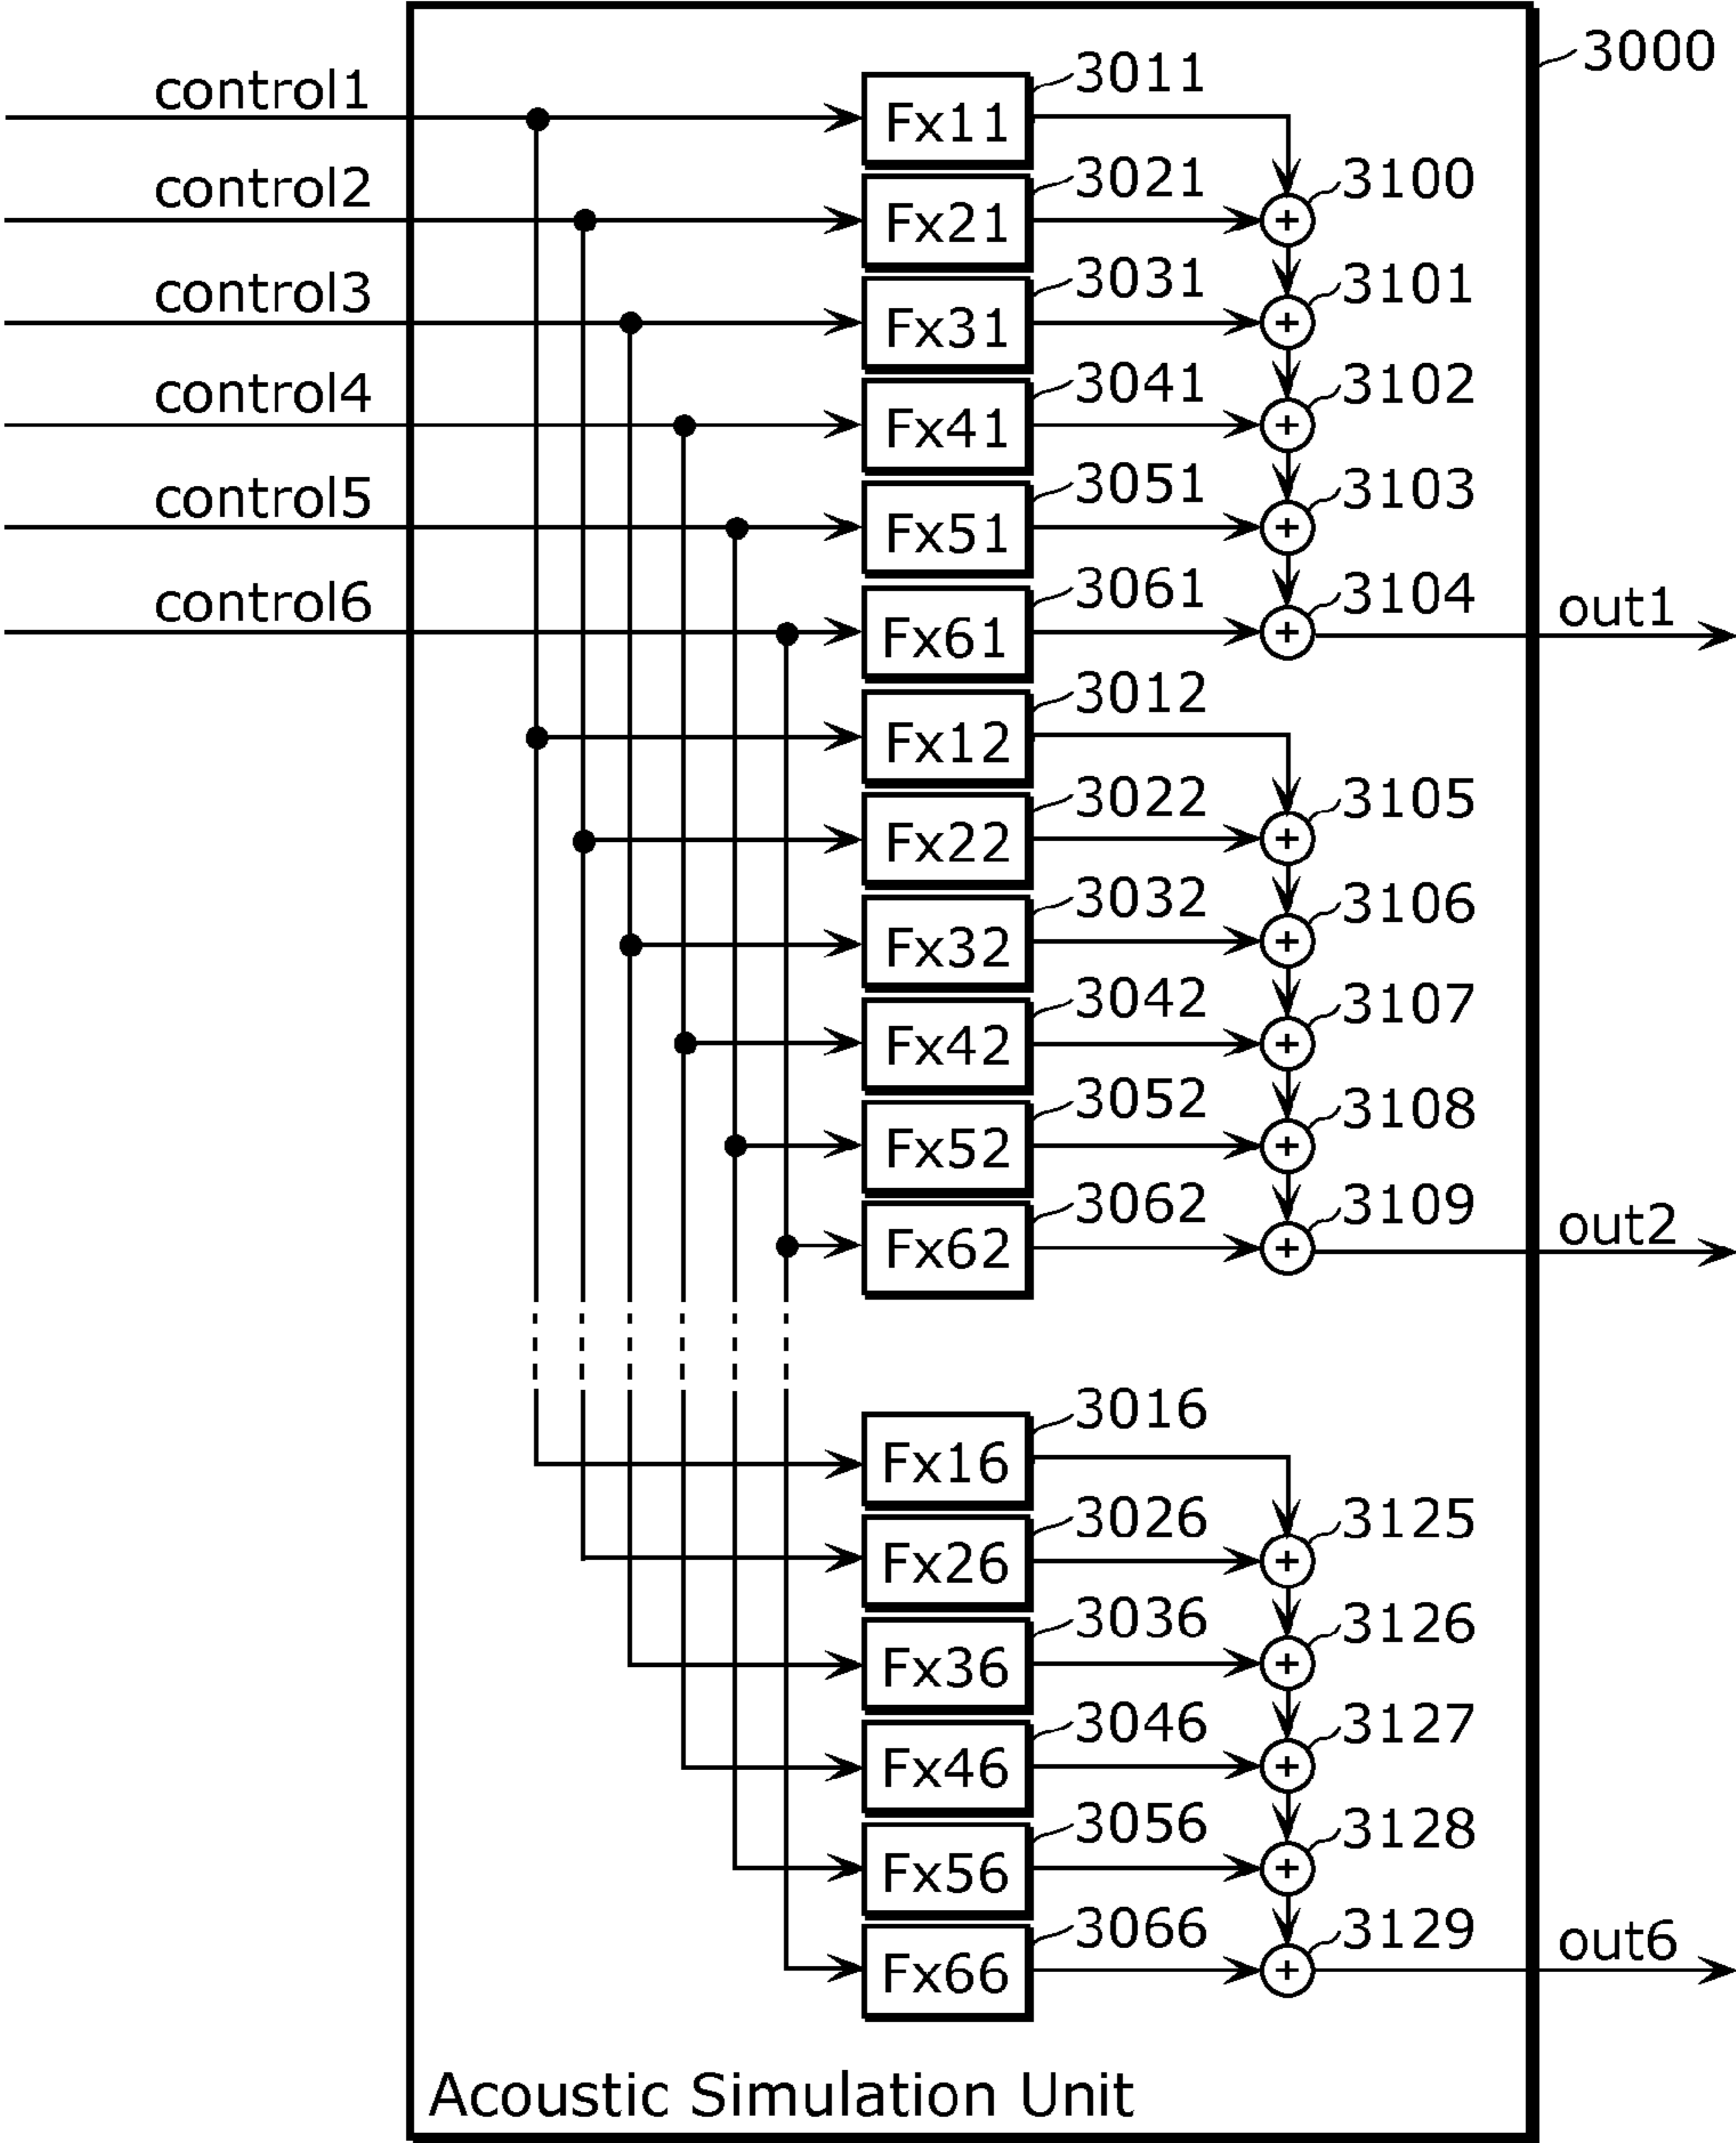 3000
control1
Fx11
3011
control2
Fx21
3021
3100
control3
Fx31
3031
3101
control4
Fx41
3041
3102
control5
Fx51
3051
3103
control6
Fx61
3061
3104
out1
Fx12
3012
Fx22
3022
3105
Fx32
3032
3106
Fx42
3042
3107
Fx52
3052
3108
Fx62
3062
3109
out2
Fx16
3016
Fx26
3026
3125
Fx36
3036
3126
Fx46
3046
3127
Fx56
3056
3128
Fx66
3066
3129
out6
Acoustic Simulation Unit